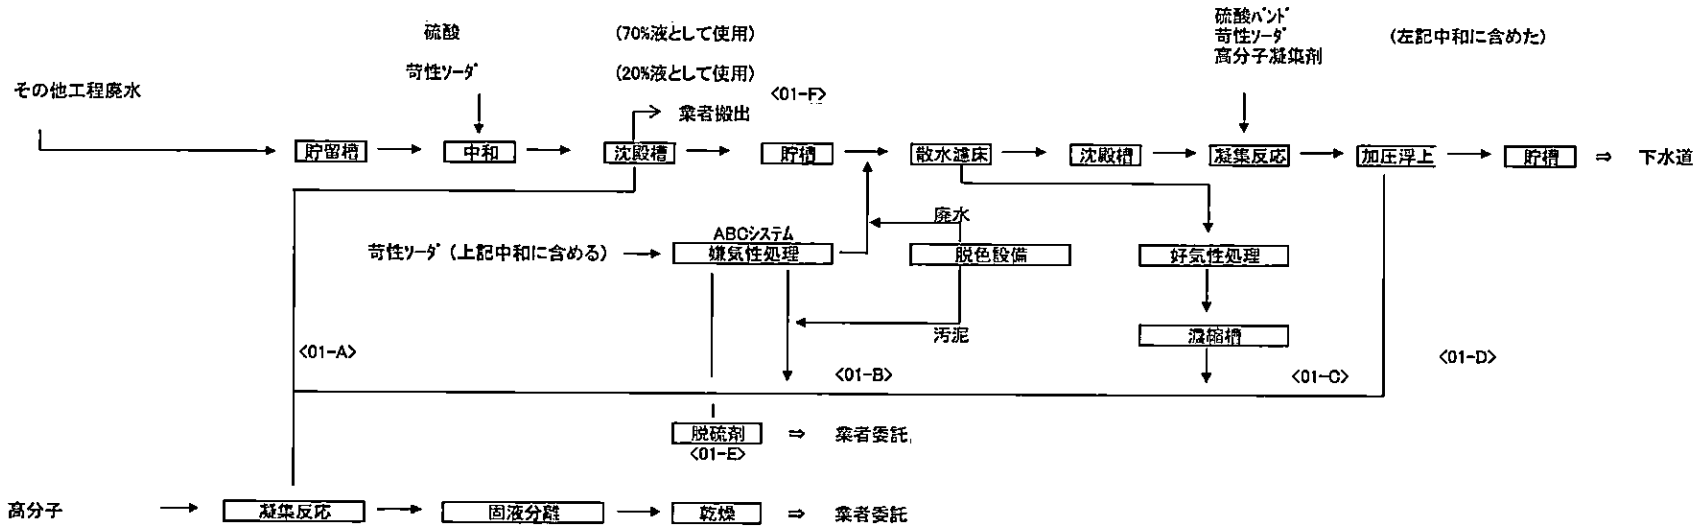 硫酸 (70%液として使用)
苛性ソーダ (20%液として使用)
硫酸バンド
苛性ソーダ
高分子凝集剤
(左記中和に含めた)
その他工程廃水
業者搬出
<01-F>
貯留槽 中和 沈殿槽 貯槽 散水濾床 沈殿槽 凝集反応 加圧浮上 貯槽 ⇒ 下水道
廃水
ABCシステム
苛性ソーダ (上記中和に含める) 嫌気性処理 脱色設備 好気性処理
汚泥 濃縮槽
<01-A>
<01-B>
<01-C>
<01-D>
脱硫剤 ⇒ 業者委託
<01-E>
高分子 凝集反応 固液分離 乾燥 ⇒ 業者委託